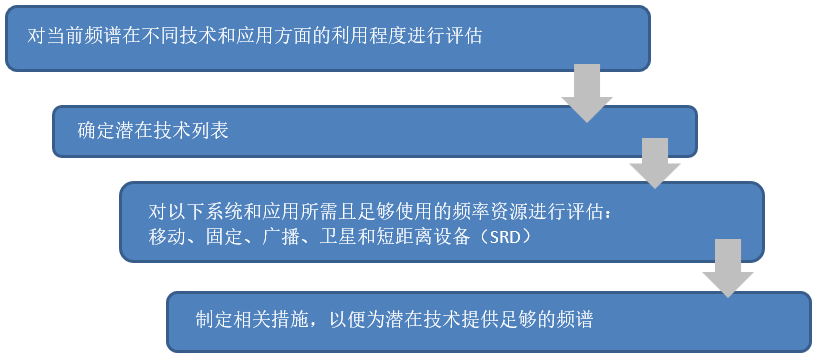 对当前频谱在不同技术和应用方面的利用程度进行评估
确定潜在技术列表
对以下系统和应用所需且足够使用的频率资源进行评估：
移动、固定、广播、卫星和短距离设备（SRD）
制定相关措施，以便为潜在技术提供足够的频谱